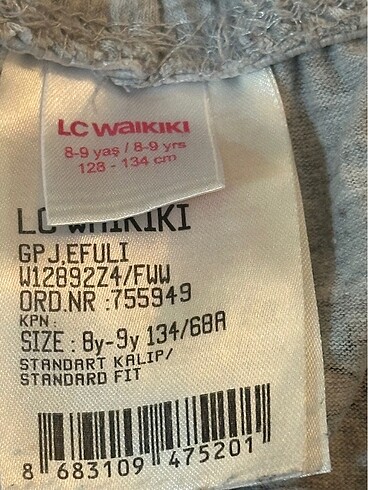 LC WAIKIKI
8-9 yaş / 8-9 yrs
128 - 134 cm
LC WAIKIKI
GPJ,EFULI
W12892Z4/FWW
ORD.NR :755949
KPN :
SIZE : 8y-9y 134/68A
STANDART KALIP/
STANDARD FIT
8 683109 475201